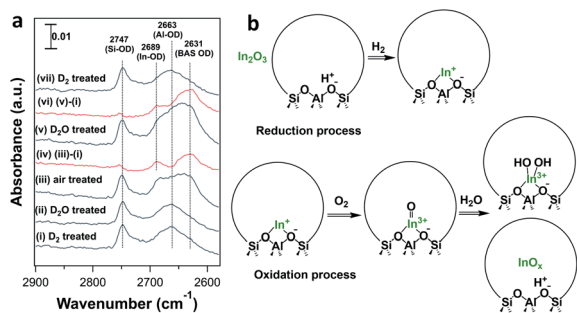 a
0.01
2747
(Si-OD)
2689
(In-OD)
2663
(Al-OD)
2631
(BAS OD)
(vii) D₂ treated
(vi) (v)-(i)
(v) D₂O treated
(iv) (iii)-(i)
(iii) air treated
(ii) D₂O treated
(i) D₂ treated
Absorbance (a.u.)
2900 2800 2700 2600
Wavenumber (cm⁻¹)
b
In₂O₃
H⁺
O O⁻
Si Al Si
H₂
In⁺
O O⁻
Si Al Si
Reduction process
In⁺
O O⁻
Si Al Si
O₂
O
In³⁺
O O⁻
Si Al Si
H₂O
HO OH
In³⁺
O O⁻
Si Al Si
InOₓ
H⁺
O O⁻
Si Al Si
Oxidation process